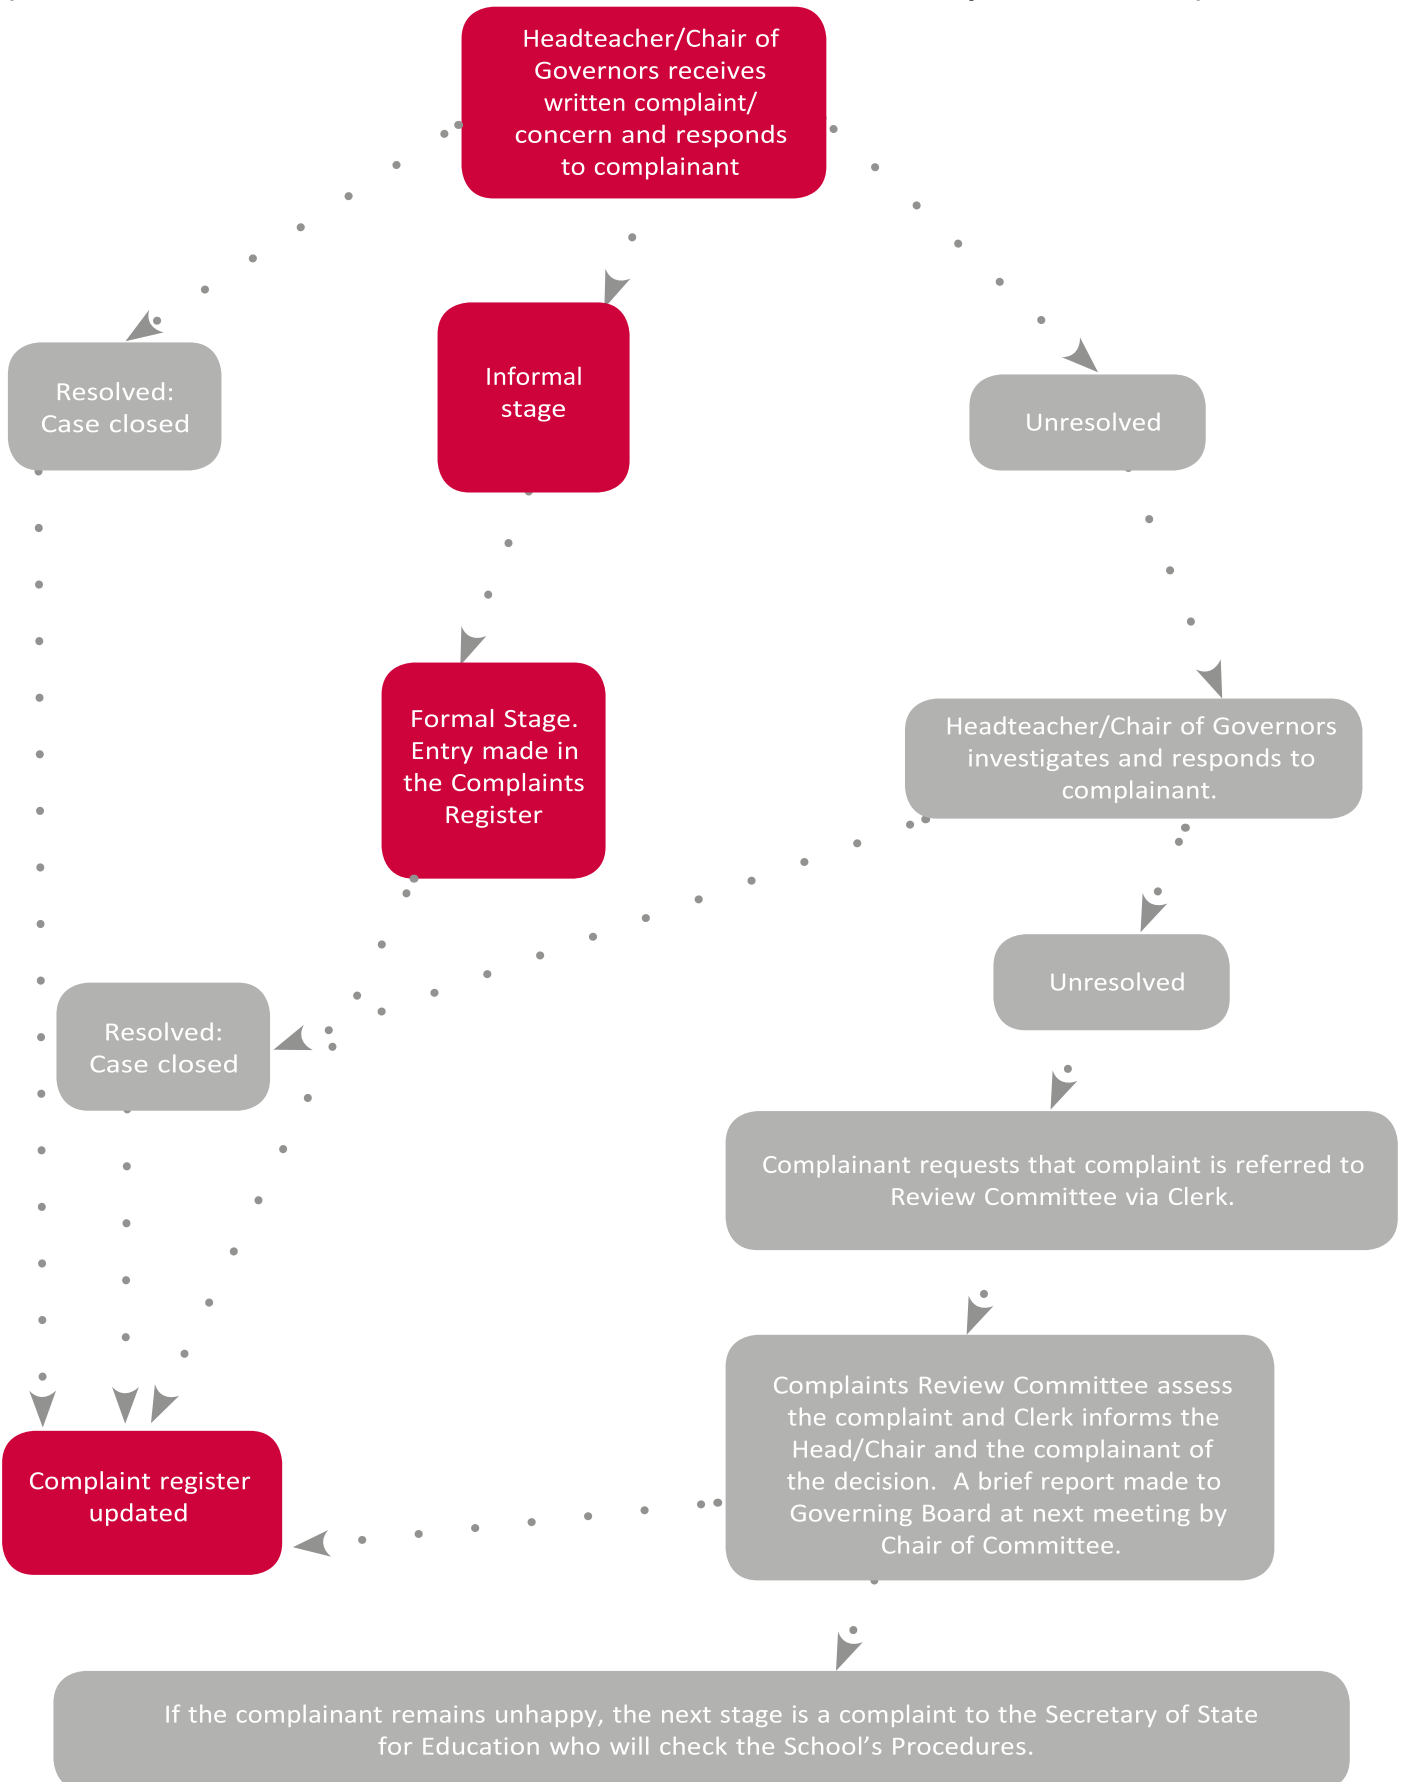 Headteacher/Chair of
Governors receives
written complaint/
concern and responds
to complainant
Resolved:
Case closed
Informal
stage
Unresolved
Formal Stage.
Entry made in
the Complaints
Register
Headteacher/Chair of Governors
investigates and responds to
complainant.
Resolved:
Case closed
Unresolved
Complainant requests that complaint is referred to
Review Committee via Clerk.
Complaints Review Committee assess
the complaint and Clerk informs the
Head/Chair and the complainant of
the decision.  A brief report made to
Governing Board at next meeting by
Chair of Committee.
Complaint register
updated
If the complainant remains unhappy, the next stage is a complaint to the Secretary of State
for Education who will check the School’s Procedures.